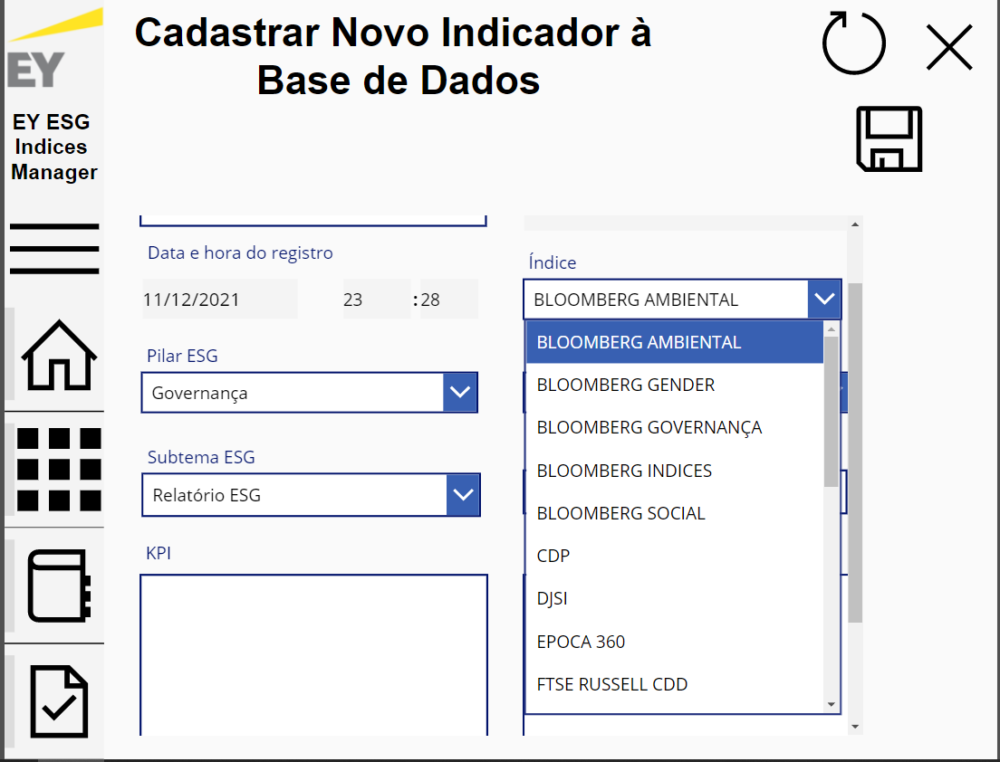 Cadastrar Novo Indicador à
Base de Dados
EY
EY ESG
Indices
Manager
Data e hora do registro
11/12/2021
23
:
28
Pilar ESG
Governança
Subtema ESG
Relatório ESG
KPI
Índice
BLOOMBERG AMBIENTAL
BLOOMBERG AMBIENTAL
BLOOMBERG GENDER
BLOOMBERG GOVERNANÇA
BLOOMBERG INDICES
BLOOMBERG SOCIAL
CDP
DJSI
EPOCA 360
FTSE RUSSELL CDD